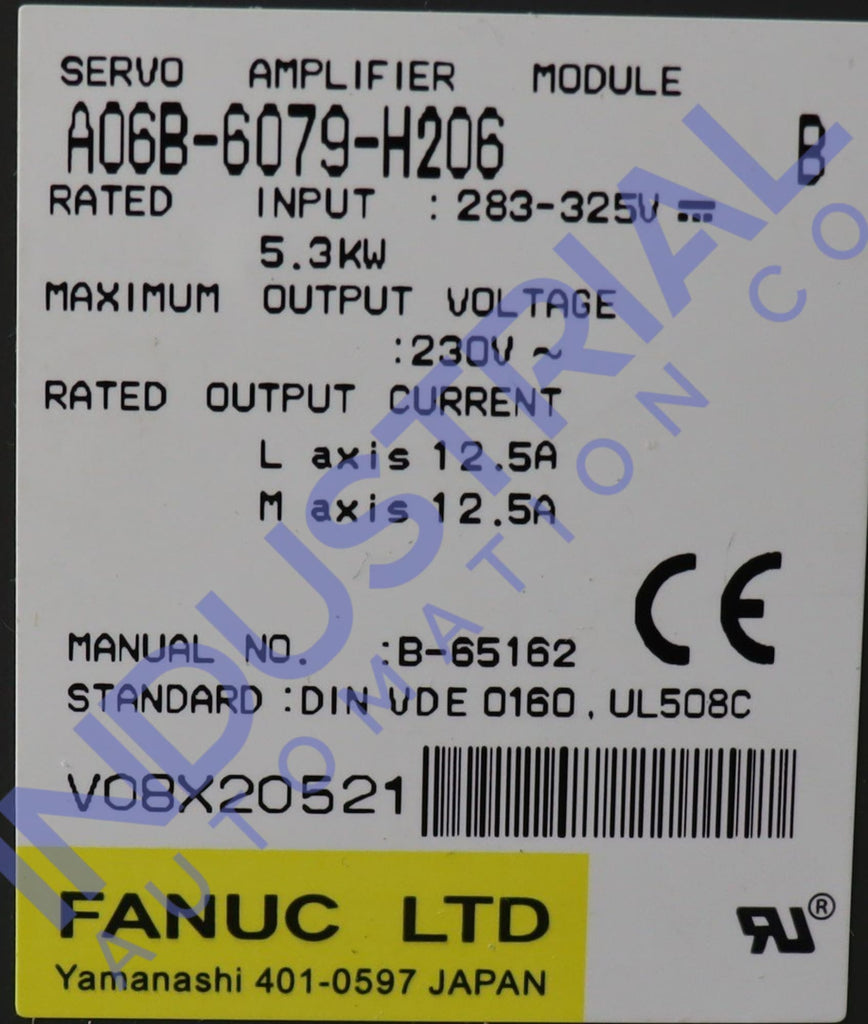 SERVO AMPLIFIER MODULE
A06B-6079-H206 B
RATED INPUT : 283-325V ⎓
5.3KW
MAXIMUM OUTPUT VOLTAGE
:230V ~
RATED OUTPUT CURRENT
L axis 12.5A
M axis 12.5A
CE
MANUAL NO. :B-65162
STANDARD :DIN VDE 0160, UL508C
V08X20521
FANUC LTD
Yamanashi 401-0597 JAPAN
RU®
INDUSTRIAL
AUTOMATION CO